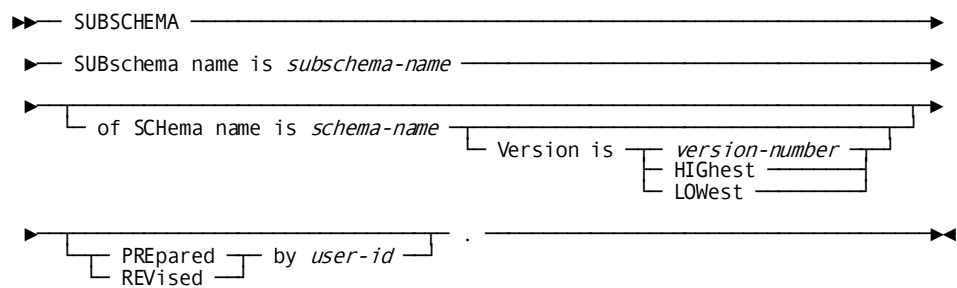 SUBSCHEMA
SUBschema name is subschema-name
of SCHema name is schema-name
Version is version-number
HIGhest
LOWest
PREpared by user-id .
REVised